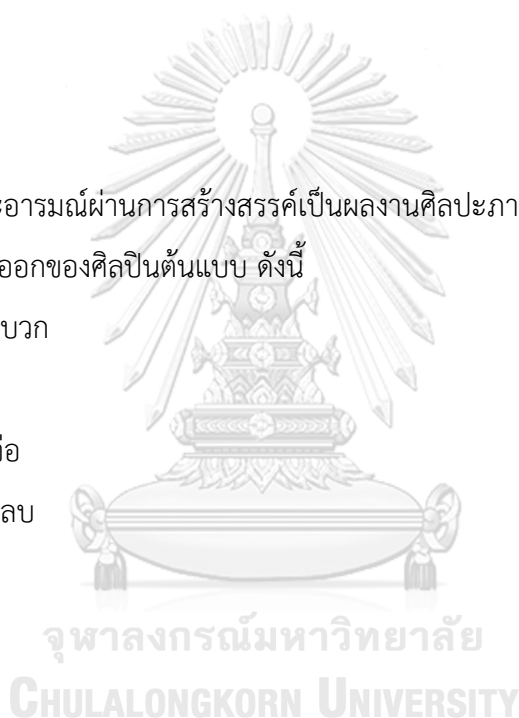 ะอารมณ์ผ่านการสร้างสรรค์เป็นผลงานศิลปะภา
ออกของศิลปินต้นแบบ ดังนี้
บวก
ือ
ลบ
จุฬาลงกรณ์มหาวิทยาลัย
CHULALONGKORN UNIVERSITY